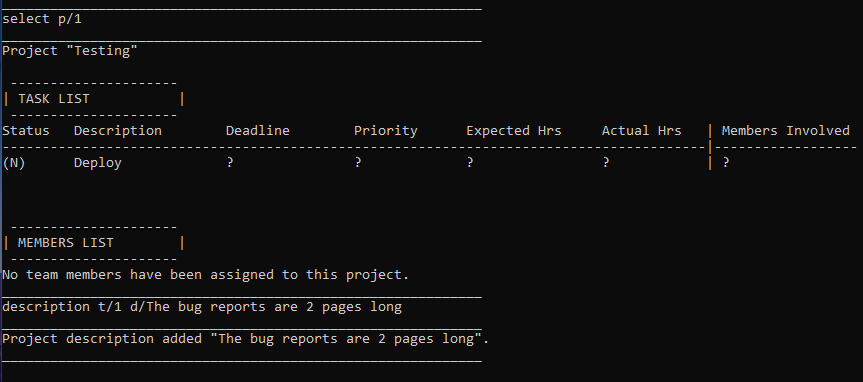 select p/1
Project "Testing"
| TASK LIST |
Status Description Deadline Priority Expected Hrs Actual Hrs | Members Involved
(N) Deploy ? ? ? ? | ?
| MEMBERS LIST |
No team members have been assigned to this project.
description t/1 d/The bug reports are 2 pages long
Project description added "The bug reports are 2 pages long".